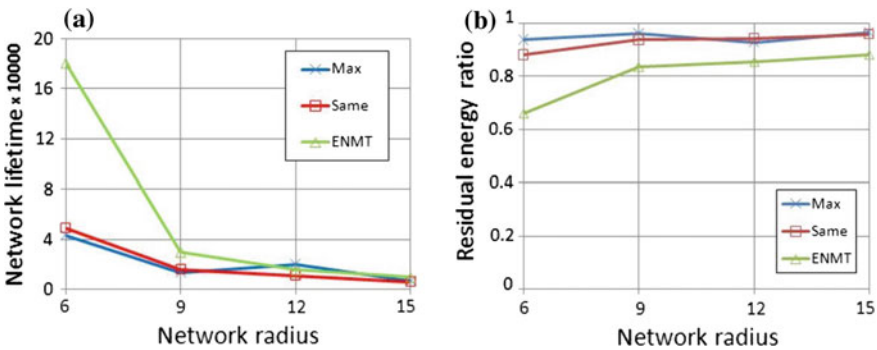 (a)
Network lifetime x 10000
20
16
12
8
4
0
6
9
12
15
Network radius
Max
Same
ENMT
(b)
Residual energy ratio
1
0.8
0.6
0.4
0.2
0
6
9
12
15
Network radius
Max
Same
ENMT